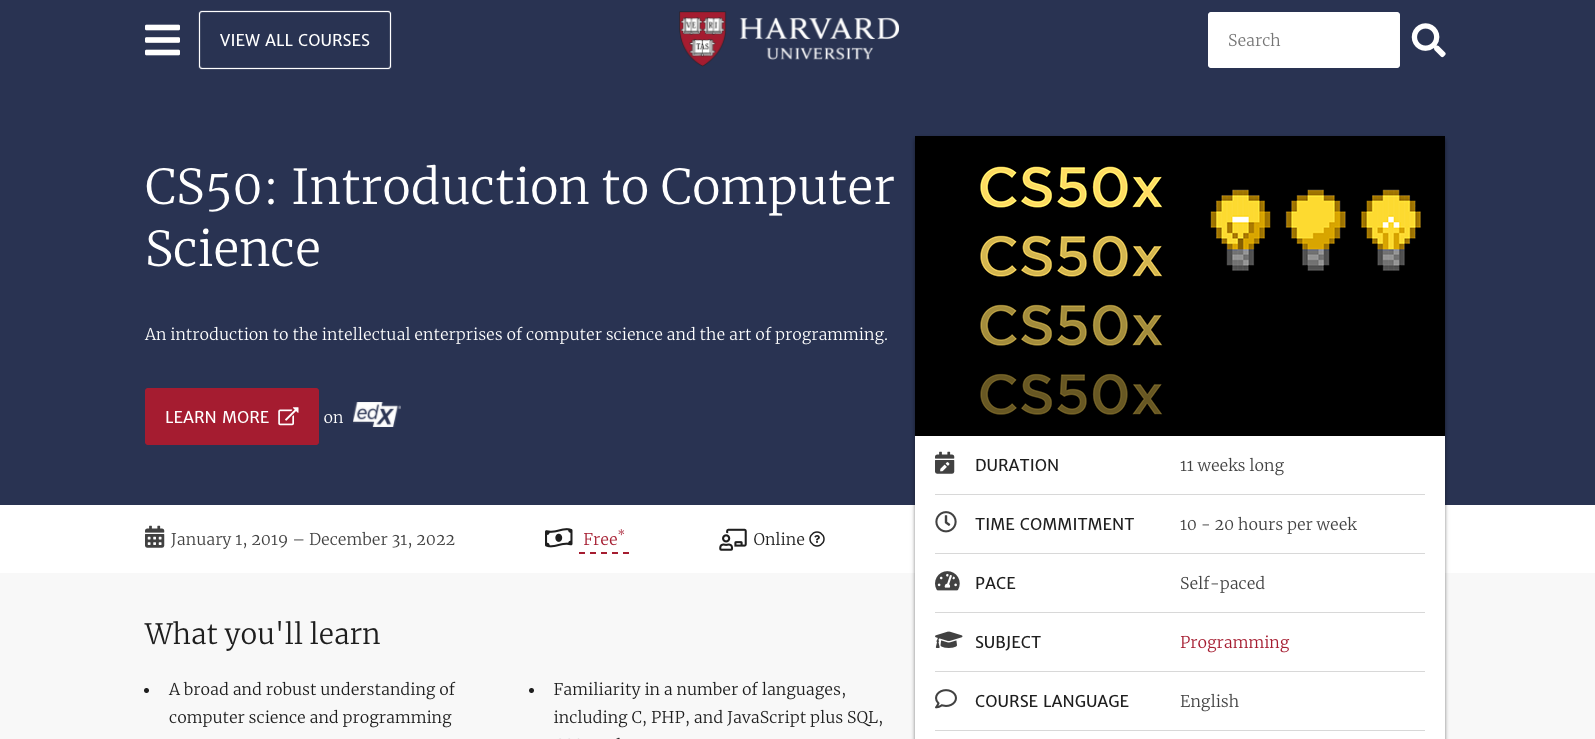 VIEW ALL COURSES
VE RI TAS
HARVARD
UNIVERSITY
Search
CS50: Introduction to Computer
Science
An introduction to the intellectual enterprises of computer science and the art of programming.
LEARN MORE on edX
CS50x
CS50x
CS50x
CS50x
DURATION 11 weeks long
TIME COMMITMENT 10 - 20 hours per week
PACE Self-paced
SUBJECT Programming
COURSE LANGUAGE English
January 1, 2019 – December 31, 2022 Free* Online
What you'll learn
• A broad and robust understanding of
computer science and programming
• Familiarity in a number of languages,
including C, PHP, and JavaScript plus SQL,